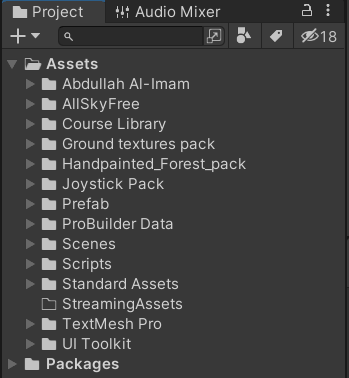 Project Audio Mixer
18
Assets
Abdullah Al-Imam
AllSkyFree
Course Library
Ground textures pack
Handpainted_Forest_pack
Joystick Pack
Prefab
ProBuilder Data
Scenes
Scripts
Standard Assets
StreamingAssets
TextMesh Pro
UI Toolkit
Packages